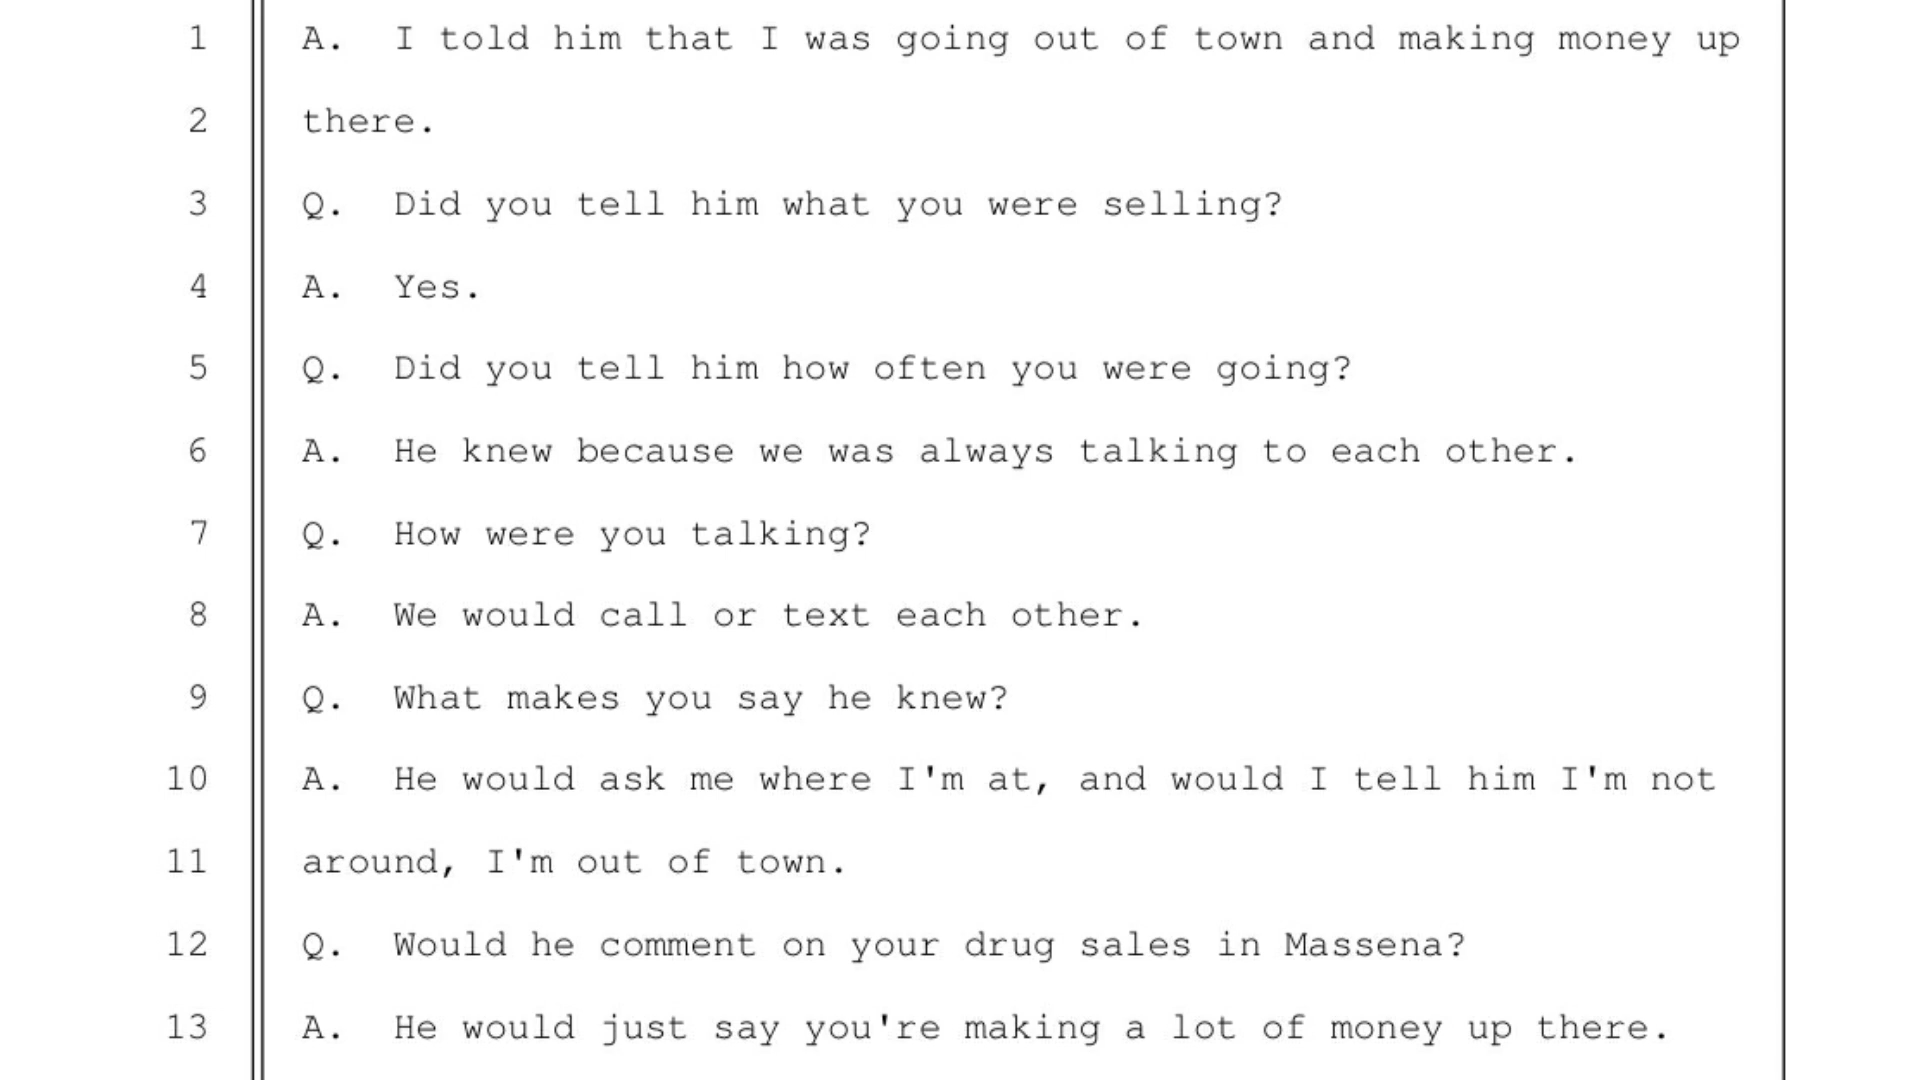 1 A. I told him that I was going out of town and making money up
2 there.
3 Q. Did you tell him what you were selling?
4 A. Yes.
5 Q. Did you tell him how often you were going?
6 A. He knew because we was always talking to each other.
7 Q. How were you talking?
8 A. We would call or text each other.
9 Q. What makes you say he knew?
10 A. He would ask me where I'm at, and would I tell him I'm not
11 around, I'm out of town.
12 Q. Would he comment on your drug sales in Massena?
13 A. He would just say you're making a lot of money up there.